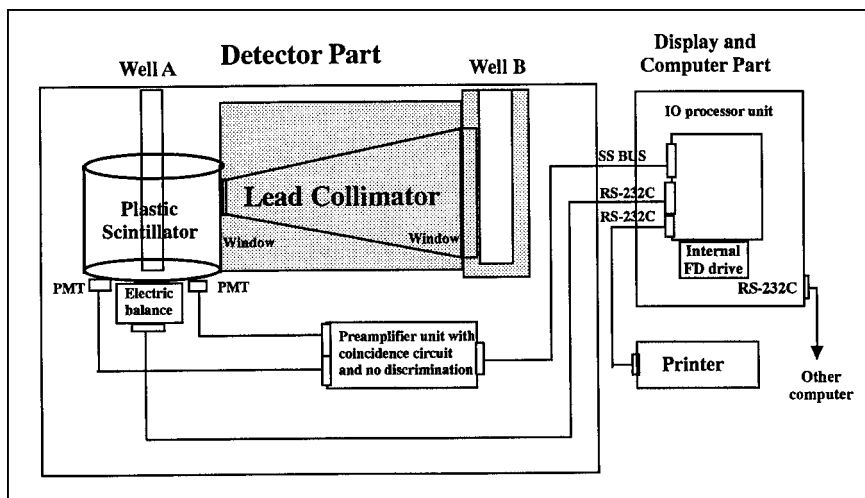 Detector Part
Display and
Computer Part
Well A
Well B
IO processor unit
SS BUS
RS-232C
RS-232C
Lead Collimator
Plastic
Scintillator
Window
Window
Internal
FD drive
RS-232C
PMT
PMT
Electric
balance
Preamplifier unit with
coincidence circuit
and no discrimination
Printer
Other
computer